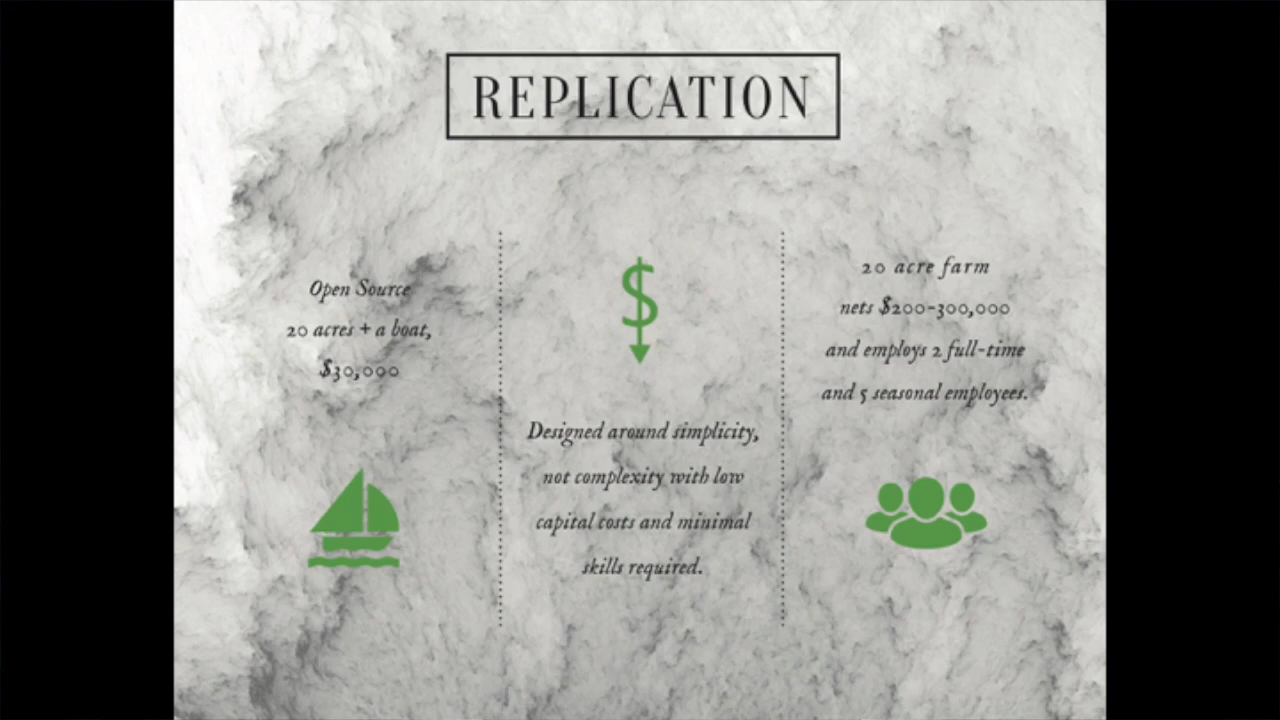 REPLICATION
Open Source
20 acres + a boat,
$30,000
$
Designed around simplicity,
not complexity with low
capital costs and minimal
skills required.
20 acre farm
nets $200-300,000
and employs 2 full-time
and 5 seasonal employees.